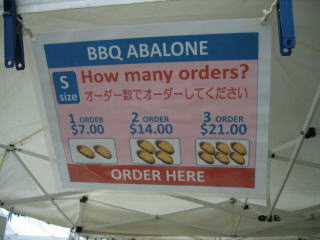 BBQ ABALONE
S size
How many orders?
オーダー数でオーダーしてください
1 ORDER 2 ORDER 3 ORDER
$7.00 $14.00 $21.00
ORDER HERE